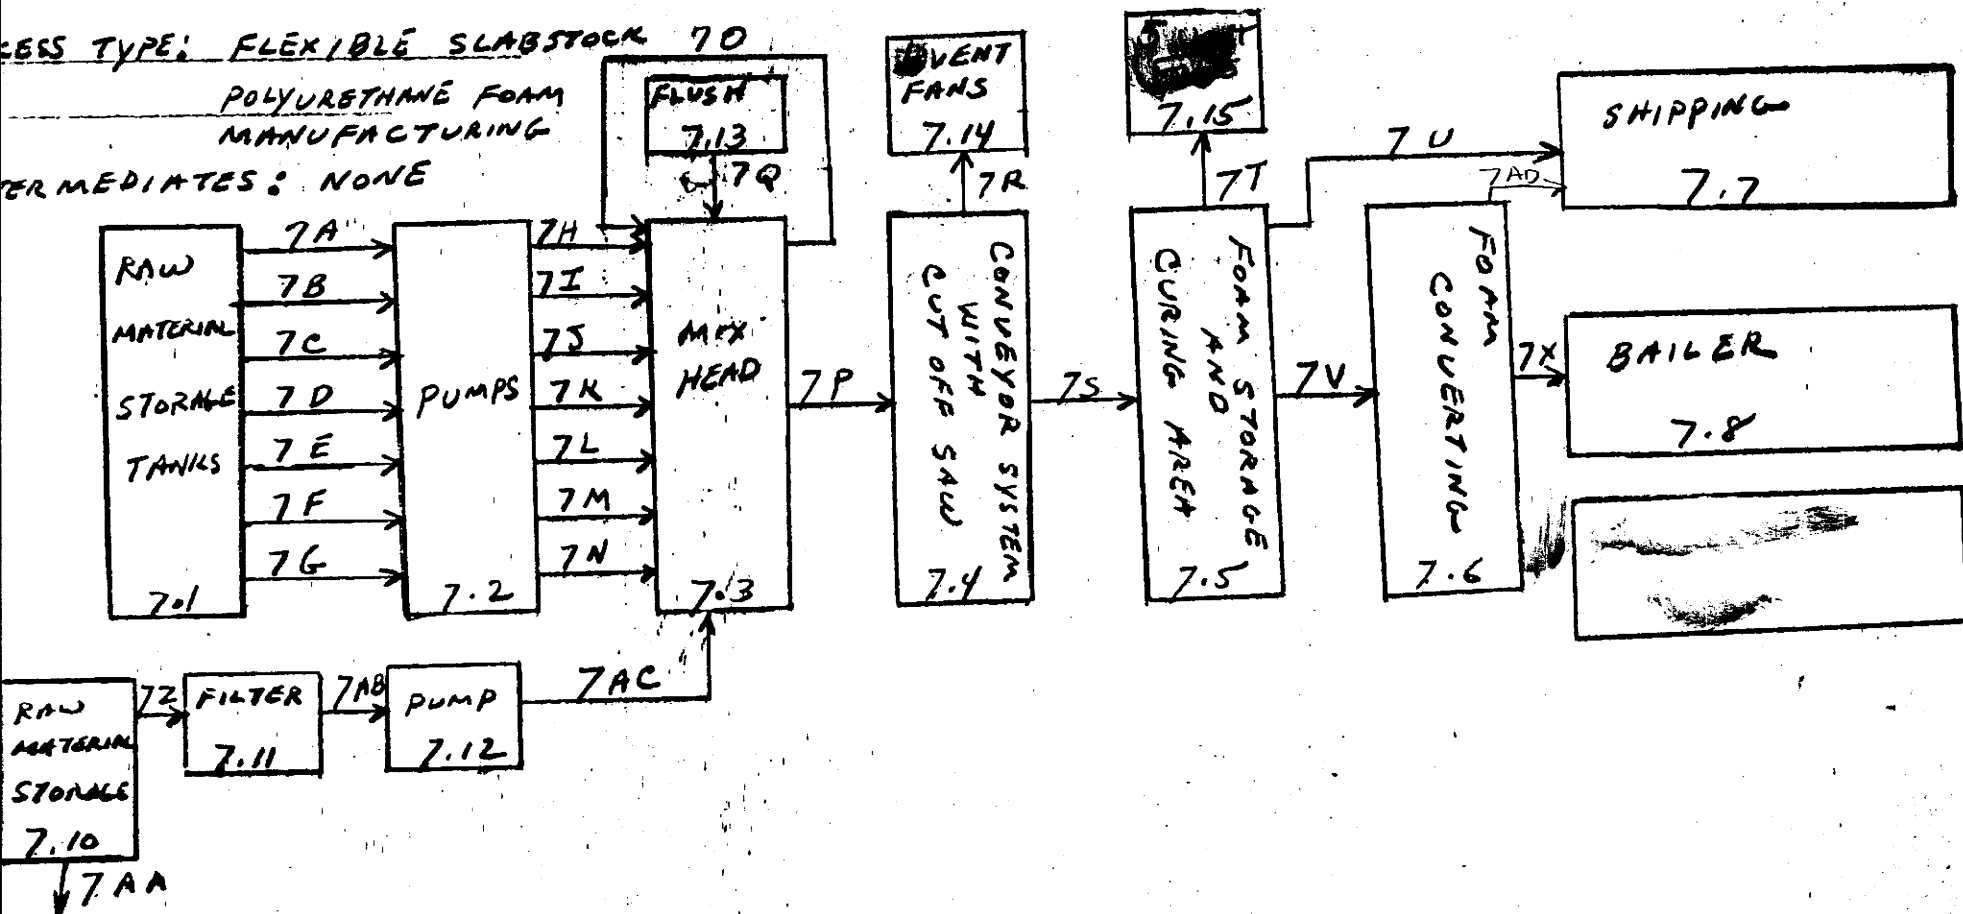 CESS TYPE: FLEXIBLE SLABSTOCK
POLYURETHANE FOAM
MANUFACTURING
TERMEDIATES: NONE
7O
FLUSH
7.13
7Q
VENT
FANS
7.14
7R
7.15
7T
7U
7AD
SHIPPING
7.7
RAW
MATERIAL
STORAGE
TANKS
7.1
7A
7B
7C
7D
7E
7F
7G
PUMPS
7.2
7H
7I
7J
7K
7L
7M
7N
MIX
HEAD
7.3
7P
CONVEYOR SYSTEM
WITH
CUT OFF SAW
7.4
7S
FOAM STORAGE
AND
CURING AREA
7.5
7V
FOAM
CONVERTING
7.6
7X
BAILER
7.8
RAW
MATERIAL
STORAGE
7.10
7AA
7Z
FILTER
7.11
7AB
PUMP
7.12
7AC